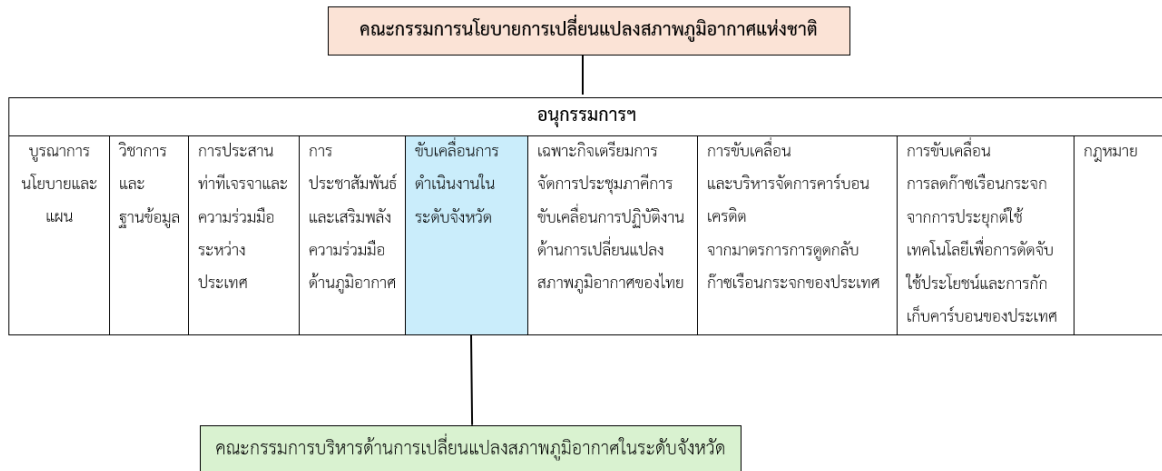 คณะกรรมการนโยบายการเปลี่ยนแปลงสภาพภูมิอากาศแห่งชาติ
อนุกรรมการฯ
บูรณาการ
นโยบายและ
แผน
วิชาการ
และ
ฐานข้อมูล
การประสาน
ท่าทีเจรจาและ
ความร่วมมือ
ระหว่าง
ประเทศ
การ
ประชาสัมพันธ์
และเสริมพลัง
ความร่วมมือ
ด้านภูมิอากาศ
ขับเคลื่อนการ
ดำเนินงานใน
ระดับจังหวัด
เฉพาะกิจเตรียมการ
จัดการประชุมภาคีการ
ขับเคลื่อนการปฏิบัติงาน
ด้านการเปลี่ยนแปลง
สภาพภูมิอากาศของไทย
การขับเคลื่อน
และบริหารจัดการคาร์บอน
เครดิต
จากมาตรการการดูดกลับ
ก๊าซเรือนกระจกของประเทศ
การขับเคลื่อน
การลดก๊าซเรือนกระจก
จากการประยุกต์ใช้
เทคโนโลยีเพื่อการดัดจับ
ใช้ประโยชน์และการกัก
เก็บคาร์บอนของประเทศ
กฎหมาย
คณะกรรมการบริหารด้านการเปลี่ยนแปลงสภาพภูมิอากาศในระดับจังหวัด